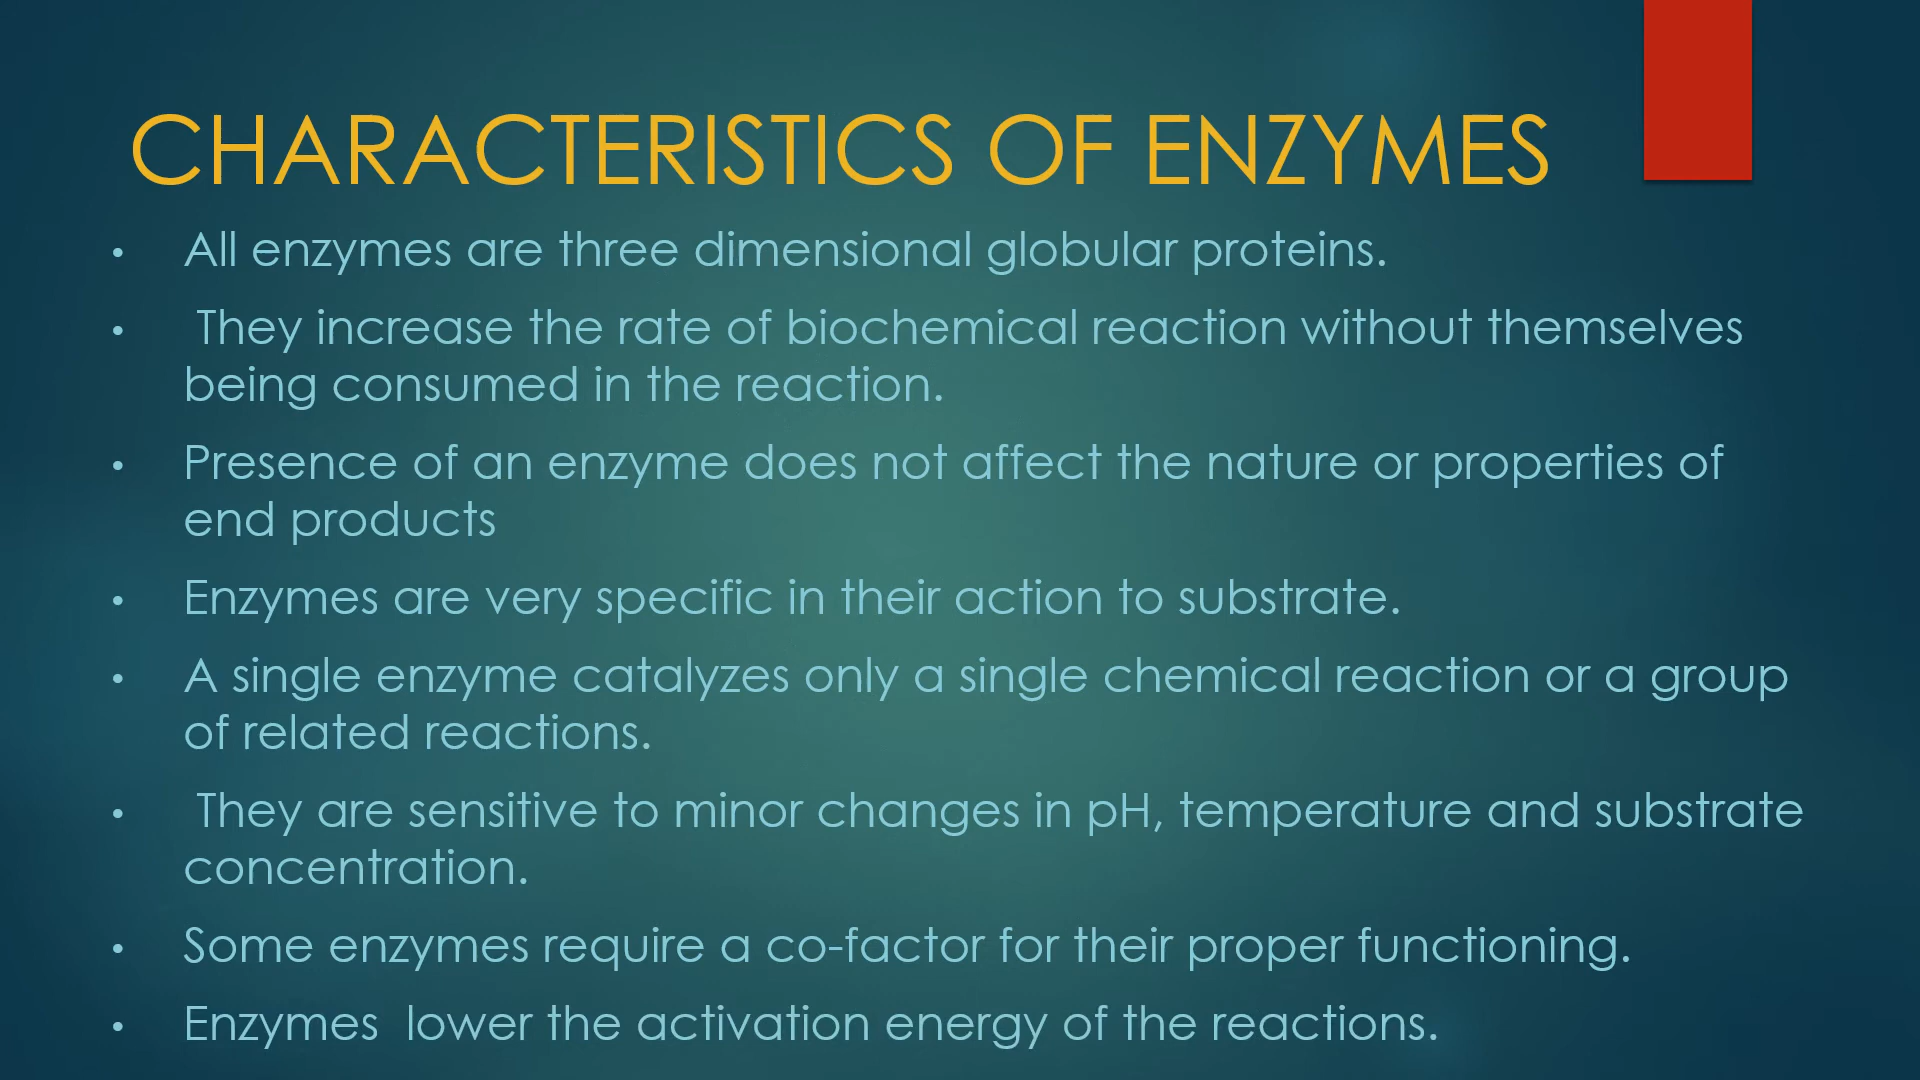 CHARACTERISTICS OF ENZYMES
• All enzymes are three dimensional globular proteins.
• They increase the rate of biochemical reaction without themselves
being consumed in the reaction.
• Presence of an enzyme does not affect the nature or properties of
end products
• Enzymes are very specific in their action to substrate.
• A single enzyme catalyzes only a single chemical reaction or a group
of related reactions.
• They are sensitive to minor changes in pH, temperature and substrate
concentration.
• Some enzymes require a co-factor for their proper functioning.
• Enzymes  lower the activation energy of the reactions.